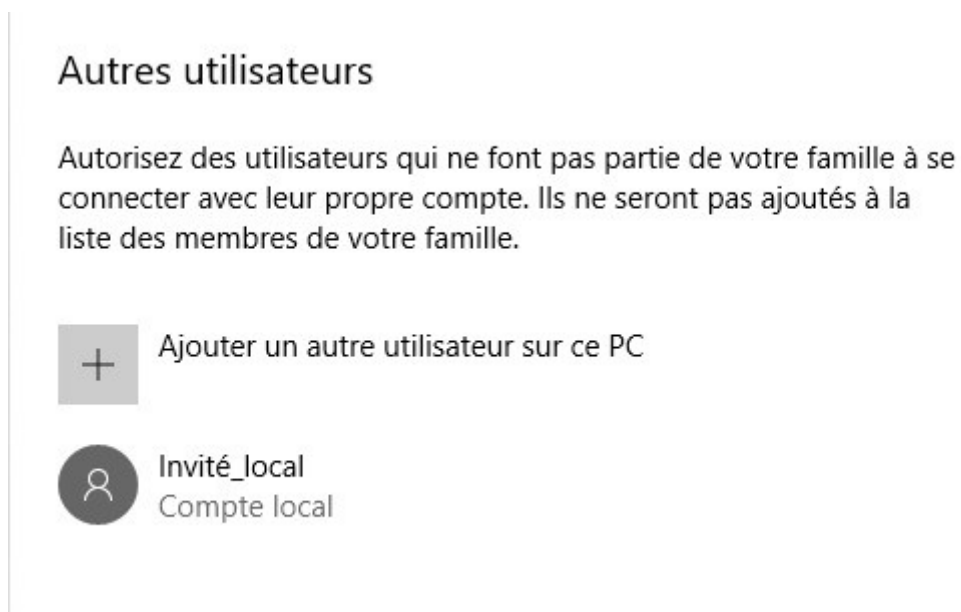 Autres utilisateurs
Autorisez des utilisateurs qui ne font pas partie de votre famille à se
connecter avec leur propre compte. Ils ne seront pas ajoutés à la
liste des membres de votre famille.
Ajouter un autre utilisateur sur ce PC
Invité_local
Compte local